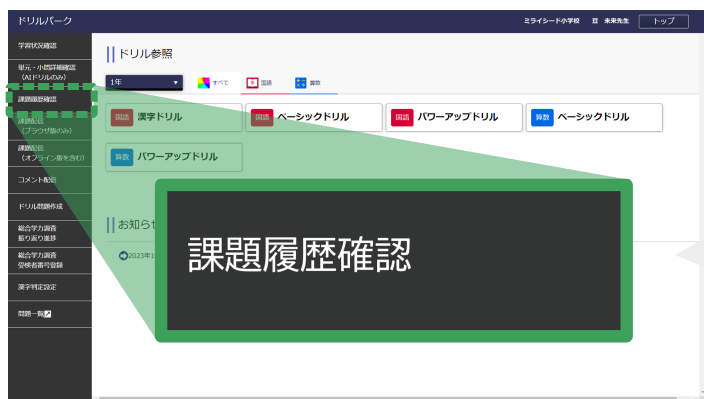 ドリルパーク
ミライシード小学校 亘 未来先生 トップ
学習状況確認
単元・小問詳細確認
(AIドリルのみ)
課題履歴確認
課題配信
(ブラウザ版のみ)
課題配信
(オフライン版を含む)
コメント配信
ドリル問題作成
総合学力調査
振り返り進捗
総合学力調査
受検者番号登録
漢字判定設定
問題一覧
ドリル参照
1年 すべて 国語 算数
国語 漢字ドリル 国語 ベーシックドリル 国語 パワーアップドリル 算数 ベーシックドリル
算数 パワーアップドリル
お知らせ
2023年1
課題履歴確認